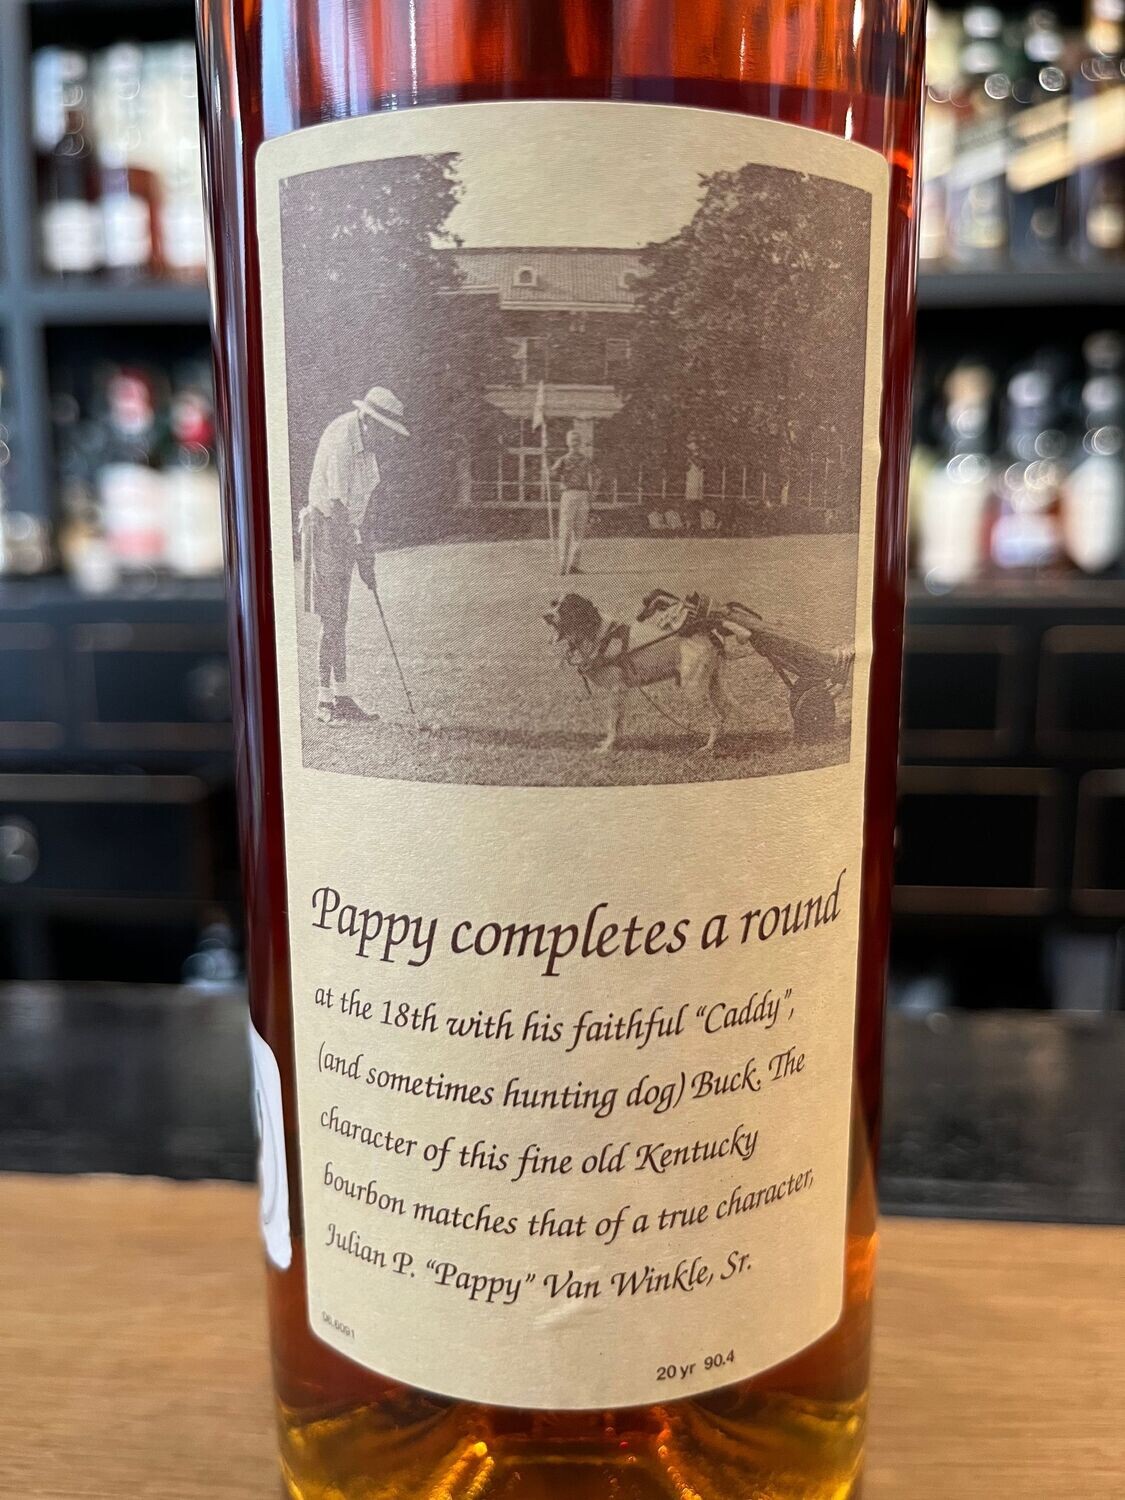 Pappy completes a round
at the 18th with his faithful “Caddy”,
(and sometimes hunting dog) Buck. The
character of this fine old Kentucky
bourbon matches that of a true character,
Julian P. “Pappy” Van Winkle, Sr.
20 yr 90.4